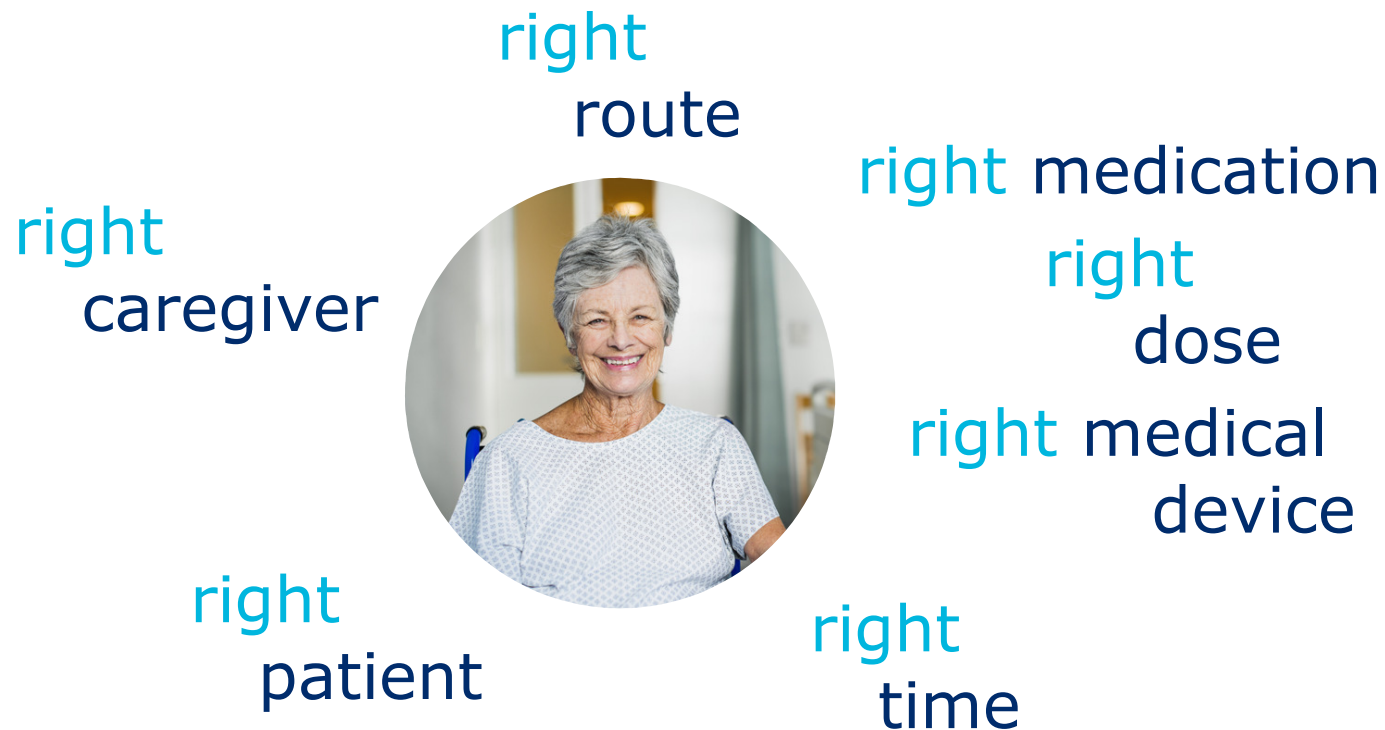 right
route
right medication
right
caregiver
right
dose
right medical
device
right
patient
right
time